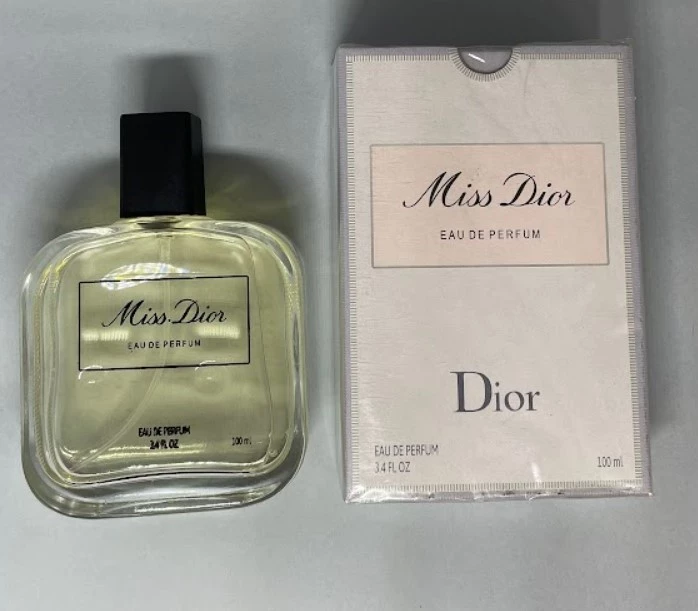 Miss.Dior
EAU DE PERFUM
EAU DE PERFUM
3.4 FL OZ
100 ml
Miss Dior
EAU DE PERFUM
Dior
EAU DE PERFUM
3.4 FL OZ
100 ml